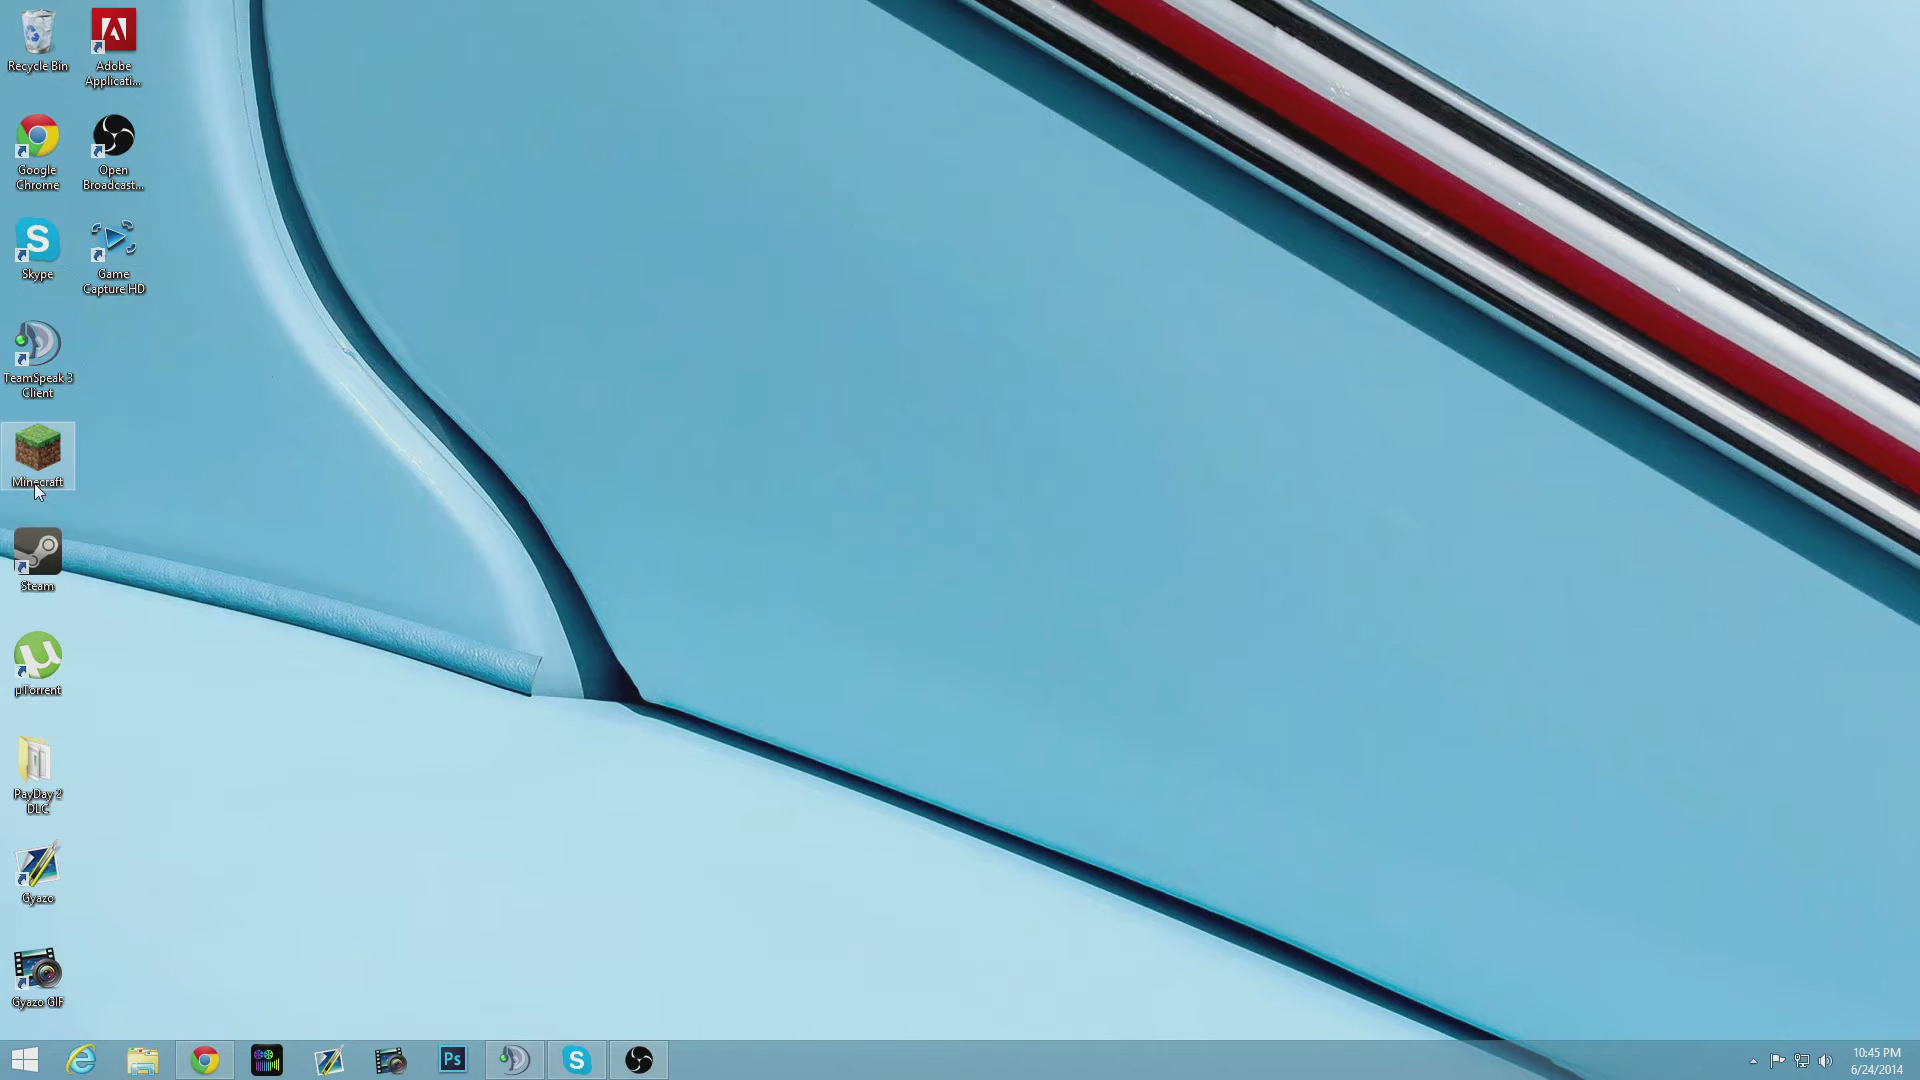 Recycle Bin
Adobe
Applicati...
Google
Chrome
Open
Broadcast...
S
Skype
Game
Capture HD
TeamSpeak 3
Client
Minecraft
Steam
µ
µTorrent
PayDay 2
DLC
Gyazo
Gyazo GIF
Ps
S
10:45 PM
6/24/2014